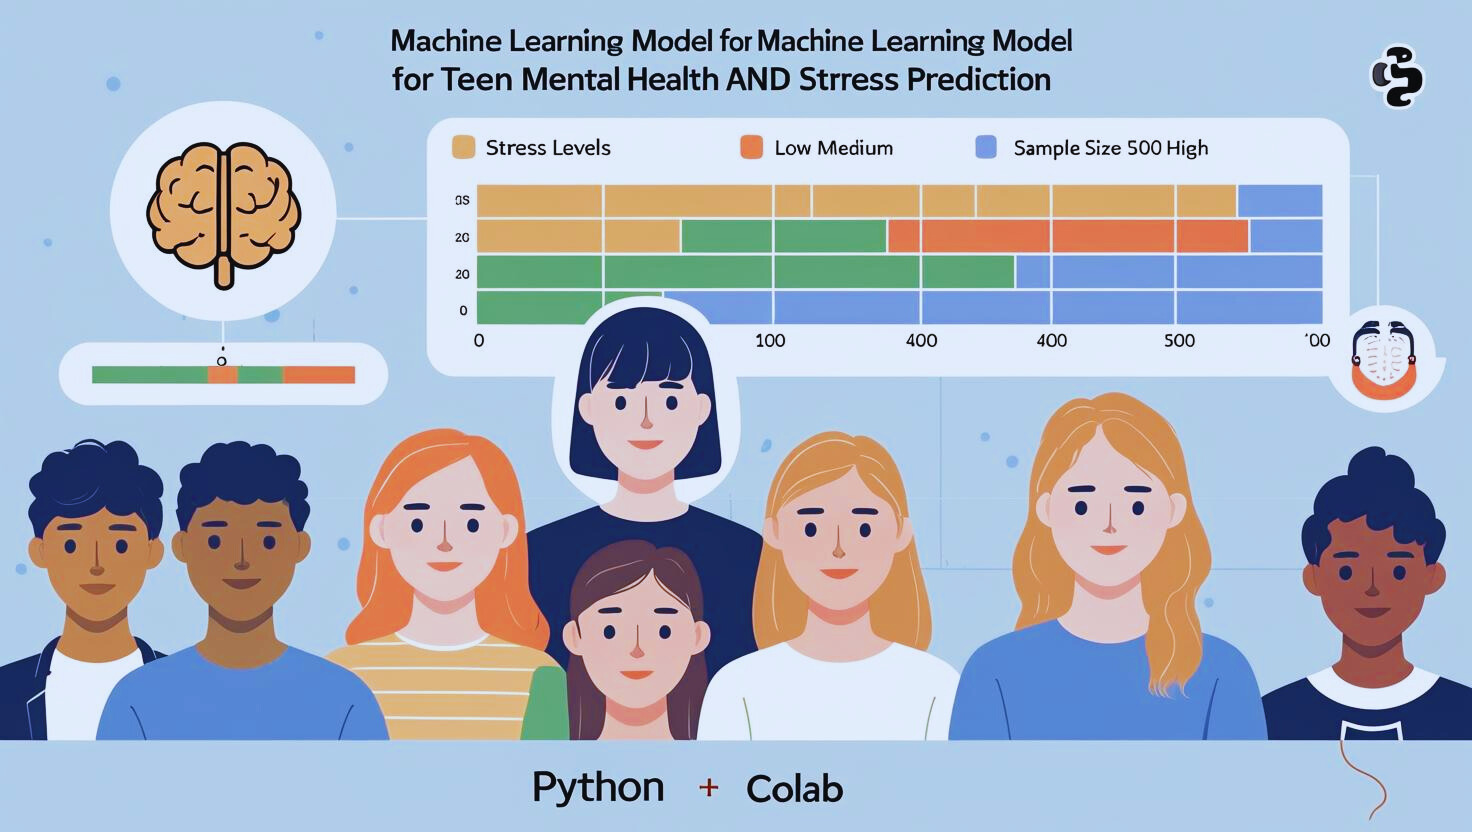 Machine Learning Model for Machine Learning Model
for Teen Mental Health AND Strress Prediction
Stress Levels
Low Medium
Sample Size 500 High
20
20
0
0 100 400 400 500 '00
Python + Colab